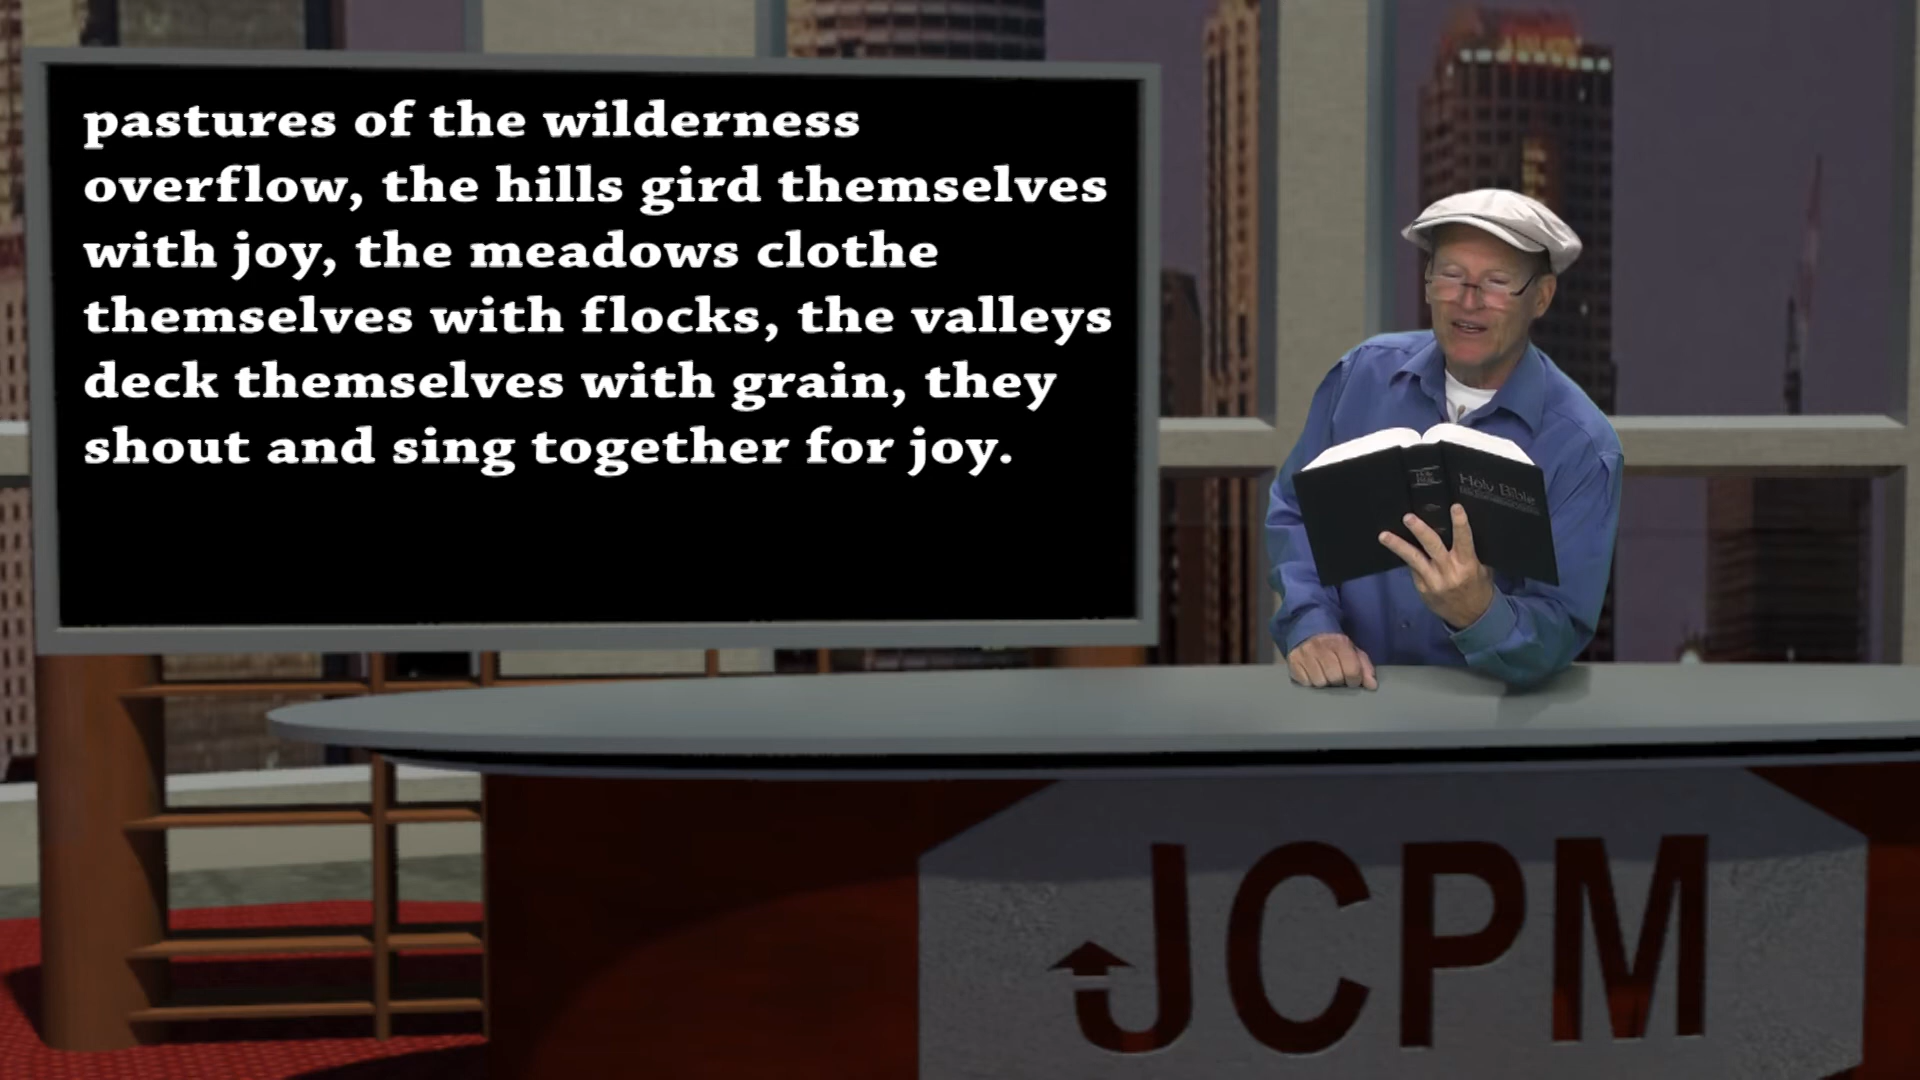 pastures of the wilderness
overflow, the hills gird themselves
with joy, the meadows clothe
themselves with flocks, the valleys
deck themselves with grain, they
shout and sing together for joy.
Holy Bible
JCPM